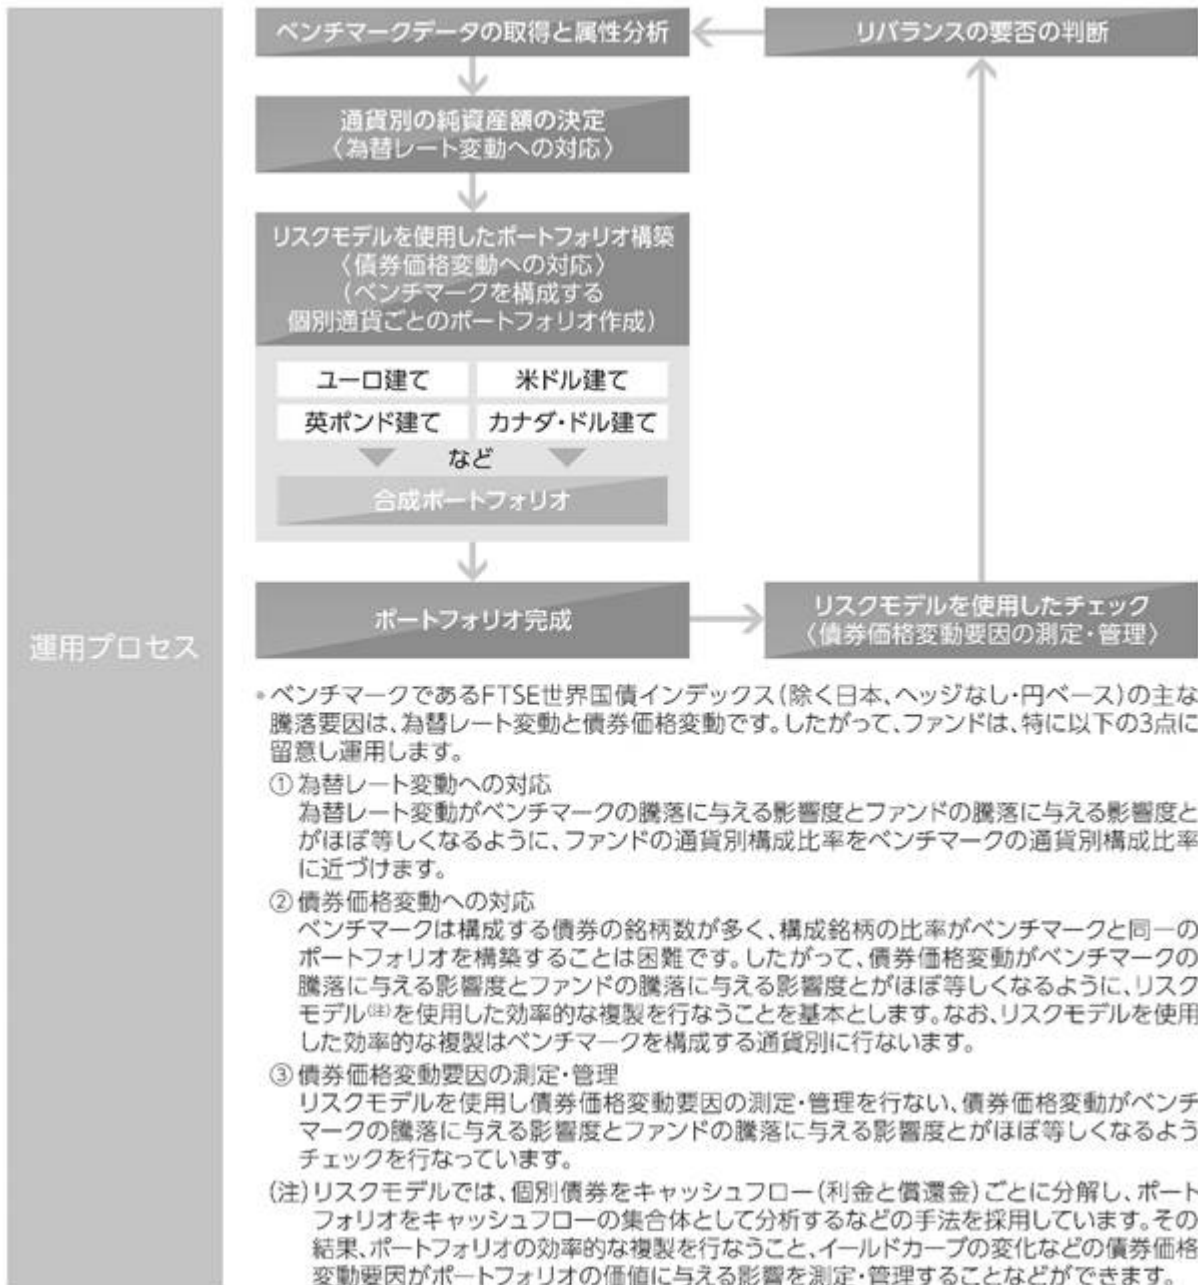 ベンチマークデータの取得と属性分析
リバランスの要否の判断
通貨別の純資産額の決定
〈為替レート変動への対応〉
リスクモデルを使用したポートフォリオ構築
〈債券価格変動への対応〉
(ベンチマークを構成する
個別通貨ごとのポートフォリオ作成)
ユーロ建て
米ドル建て
英ポンド建て
カナダ・ドル建て
など
合成ポートフォリオ
ポートフォリオ完成
リスクモデルを使用したチェック
〈債券価格変動要因の測定・管理〉
運用プロセス
*ベンチマークであるFTSE世界国債インデックス(除く日本、ヘッジなし・円ベース)の主な
騰落要因は、為替レート変動と債券価格変動です。したがって、ファンドは、特に以下の3点に
留意し運用します。
①為替レート変動への対応
為替レート変動がベンチマークの騰落に与える影響度とファンドの騰落に与える影響度と
がほぼ等しくなるように、ファンドの通貨別構成比率をベンチマークの通貨別構成比率
に近づけます。
②債券価格変動への対応
ベンチマークは構成する債券の銘柄数が多く、構成銘柄の比率がベンチマークと同一の
ポートフォリオを構築することは困難です。したがって、債券価格変動がベンチマークの
騰落に与える影響度とファンドの騰落に与える影響度とがほぼ等しくなるように、リスク
モデル(注)を使用した効率的な複製を行なうことを基本とします。なお、リスクモデルを使用
した効率的な複製はベンチマークを構成する通貨別に行ないます。
③債券価格変動要因の測定・管理
リスクモデルを使用し債券価格変動要因の測定・管理を行ない、債券価格変動がベンチ
マークの騰落に与える影響度とファンドの騰落に与える影響度とがほぼ等しくなるよう
チェックを行なっています。
(注)リスクモデルでは、個別債券をキャッシュフロー(利金と償還金)ごとに分解し、ポート
フォリオをキャッシュフローの集合体として分析するなどの手法を採用しています。その
結果、ポートフォリオの効率的な複製を行なうこと、イールドカーブの変化などの債券価格
変動要因がポートフォリオの価値に与える影響を測定・管理することなどができます。